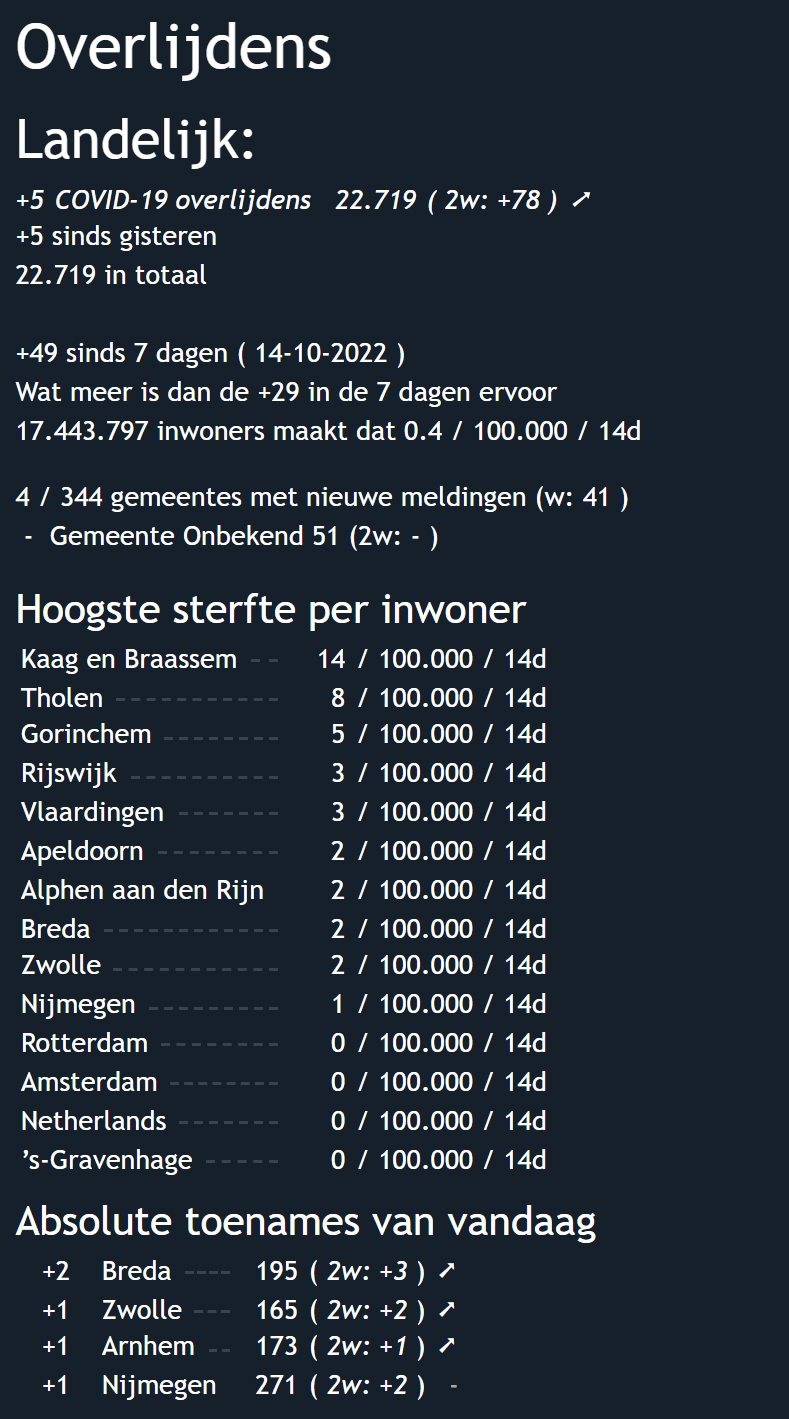 Overlijdens
Landelijk:
+5 COVID-19 overlijdens 22.719 ( 2w: +78 ) ➚
+5 sinds gisteren
22.719 in totaal
+49 sinds 7 dagen ( 14-10-2022 )
Wat meer is dan de +29 in de 7 dagen ervoor
17.443.797 inwoners maakt dat 0.4 / 100.000 / 14d
4 / 344 gemeentes met nieuwe meldingen (w: 41 )
- Gemeente Onbekend 51 (2w: - )
Hoogste sterfte per inwoner
Kaag en Braassem -- 14 / 100.000 / 14d
Tholen ----------- 8 / 100.000 / 14d
Gorinchem -------- 5 / 100.000 / 14d
Rijswijk ---------- 3 / 100.000 / 14d
Vlaardingen ------- 3 / 100.000 / 14d
Apeldoorn -------- 2 / 100.000 / 14d
Alphen aan den Rijn 2 / 100.000 / 14d
Breda ------------ 2 / 100.000 / 14d
Zwolle ----------- 2 / 100.000 / 14d
Nijmegen --------- 1 / 100.000 / 14d
Rotterdam -------- 0 / 100.000 / 14d
Amsterdam -------- 0 / 100.000 / 14d
Netherlands ------- 0 / 100.000 / 14d
’s-Gravenhage ----- 0 / 100.000 / 14d
Absolute toenames van vandaag
+2 Breda ---- 195 ( 2w: +3 ) ➚
+1 Zwolle --- 165 ( 2w: +2 ) ➚
+1 Arnhem -- 173 ( 2w: +1 ) ➚
+1 Nijmegen 271 ( 2w: +2 ) -